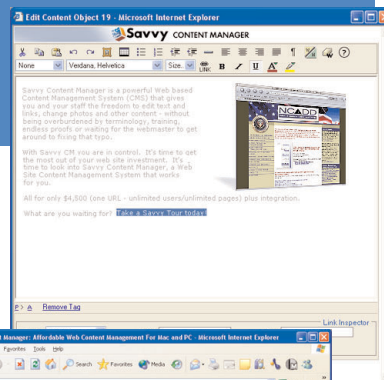 Edit Content Object 19 - Microsoft Internet Explorer
Savvy CONTENT MANAGER
None Verdana, Helvetica Size. LINK B I U A
NCADD
Savvy Content Manager is a powerful Web based
Content Management System (CMS) that gives
you and your staff the freedom to edit text and
links, change photos and other content - without
being overburdened by terminology, training,
endless proofs or waiting for the webmaster to get
around to fixing that typo.
With Savvy CM you are in control. It's time to get
the most out of your web site investment. It's
time to look into Savvy Content Manager, a Web
Site Content Management System that works
for you.
All for only $4,500 (one URL - unlimited users/unlimited pages) plus integration.
What are you waiting for? Take a Savvy Tour today!
P> A Remove Tag
Link Inspector
Manager: Affordable Web Content Management For Mac and PC - Microsoft Internet Explorer
Favorites Tools Help
Search Favorites Media